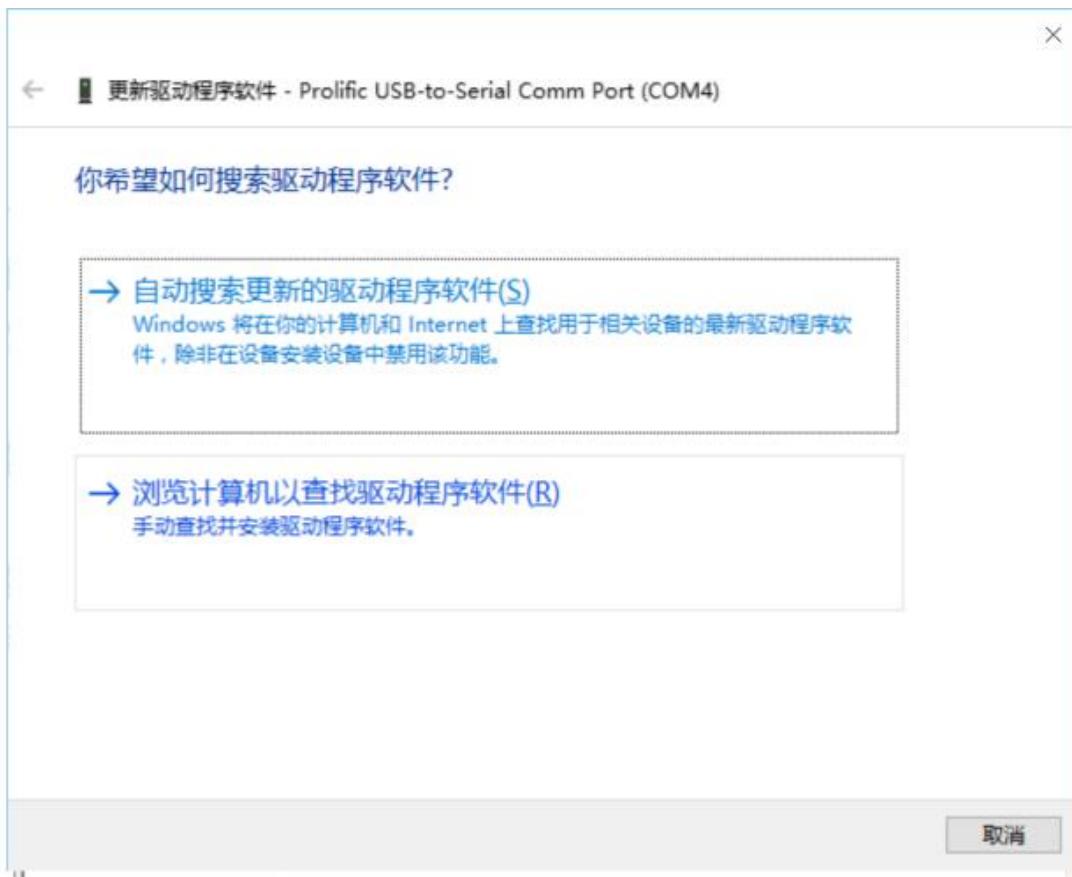 更新驱动程序软件 - Prolific USB-to-Serial Comm Port (COM4)
你希望如何搜索驱动程序软件?
自动搜索更新的驱动程序软件(S)
Windows 将在你的计算机和 Internet 上查找用于相关设备的最新驱动程序软
件，除非在设备安装设备中禁用该功能。
浏览计算机以查找驱动程序软件(R)
手动查找并安装驱动程序软件。
取消